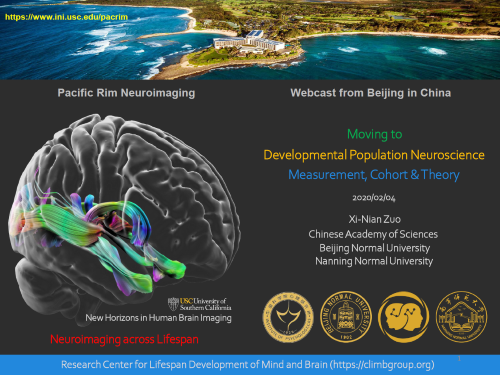 https://www.ini.usc.edu/pacrim
Pacific Rim Neuroimaging
Webcast from Beijing in China
Moving to
Developmental Population Neuroscience
Measurement, Cohort & Theory
2020/02/04
Xi-Nian Zuo
Chinese Academy of Sciences
Beijing Normal University
Nanning Normal University
USC University of
Southern California
New Horizons in Human Brain Imaging
Neuroimaging across Lifespan
BEIJING NORMAL UNIVERSITY
1902
1
Research Center for Lifespan Development of Mind and Brain (https://climbgroup.org)